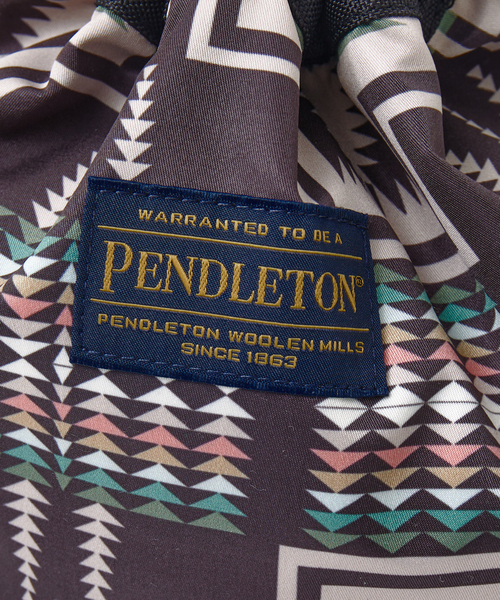 WARRANTED TO BE A
PENDLETON®
PENDLETON WOOLEN MILLS
SINCE 1863